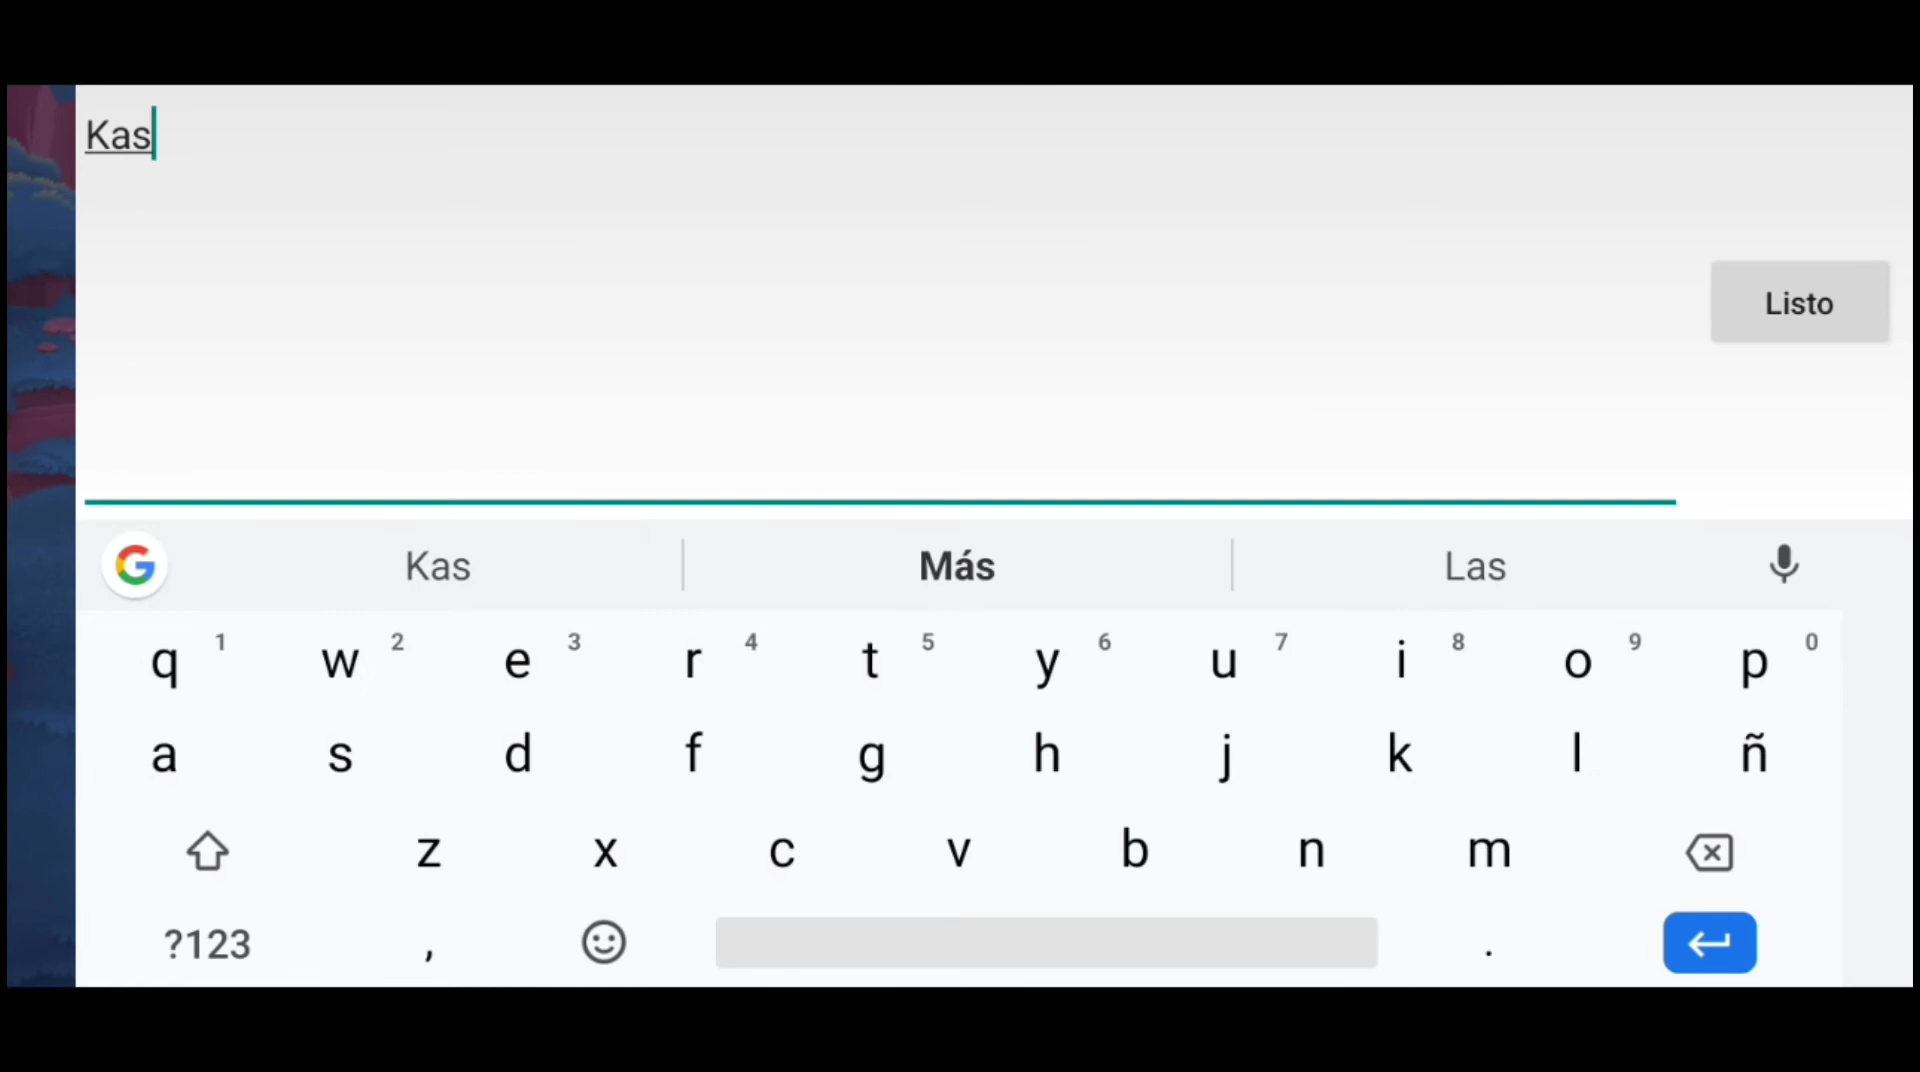 Kas
Listo
Kas Más Las
q 1 w 2 e 3 r 4 t 5 y 6 u 7 i 8 o 9 p 0
a s d f g h j k l ñ
z x c v b n m
?123 , .